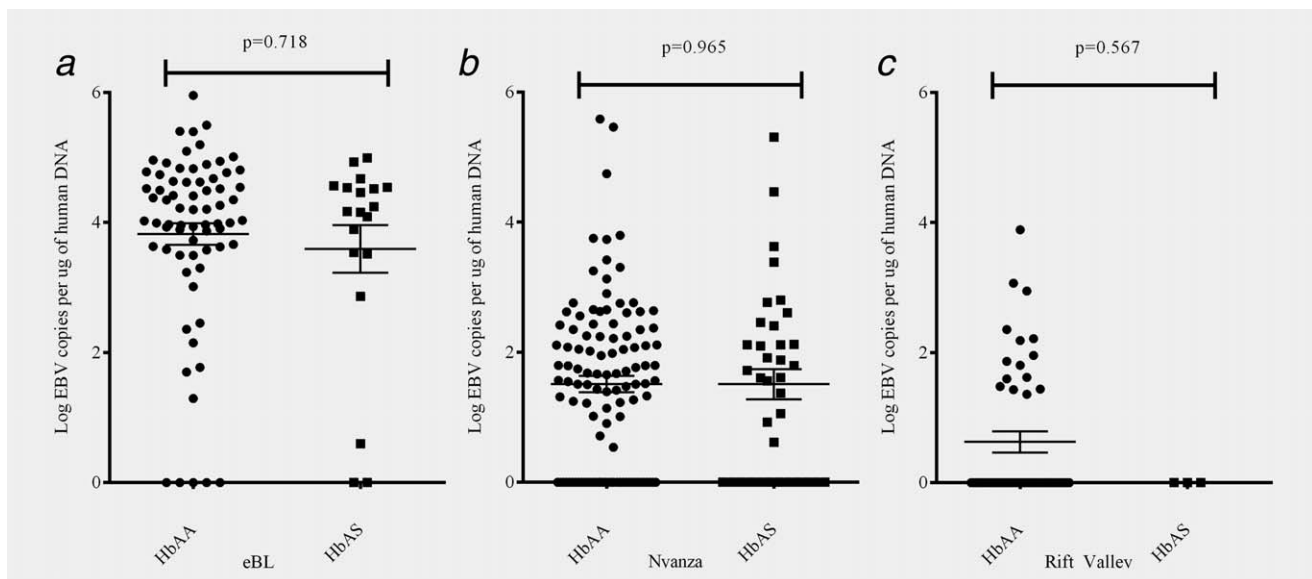 p=0.718
a
Log EBV copies per ug of human DNA
6
4
2
0
HbAA
HbAS
eBL
p=0.965
b
Log EBV copies per ug of human DNA
6
4
2
0
HbAA
HbAS
Nvanza
p=0.567
c
Log EBV copies per ug of human DNA
6
4
2
0
HbAA
HbAS
Rift Vallev